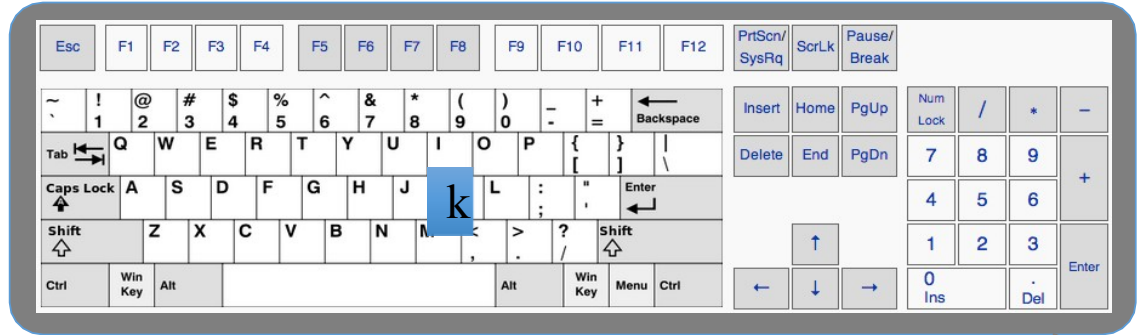 Esc F1 F2 F3 F4 F5 F6 F7 F8 F9 F10 F11 F12 PrtScn/ SysRq ScrLk Pause/ Break
~ ! @ # $ % ^ & * ( ) _ + Backspace Insert Home PgUp Num Lock / * -
` 1 2 3 4 5 6 7 8 9 0 - =
Tab Q W E R T Y U I O P { } | Delete End PgDn 7 8 9 +
[ ] \
Caps Lock A S D F G H J k L : " Enter 4 5 6
; '
Shift Z X C V B N < > ? Shift ↑ 1 2 3 Enter
, . /
Ctrl Win Key Alt Alt Win Key Menu Ctrl ← ↓ → 0 Ins . Del